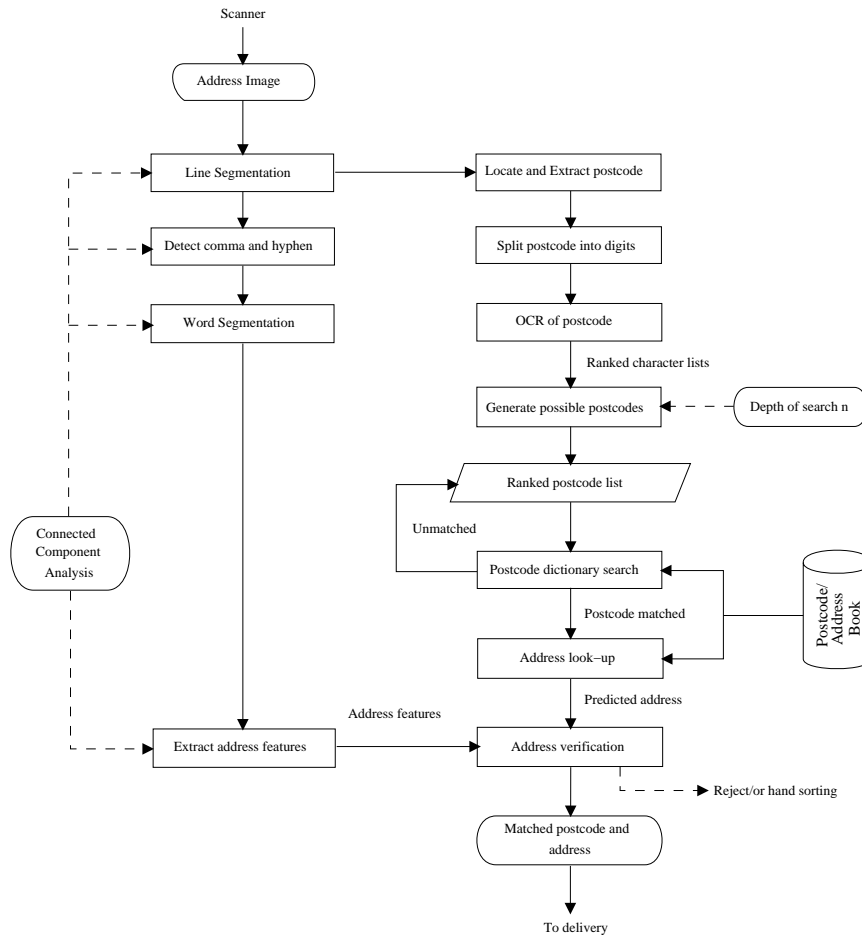 Scanner
Address Image
Line Segmentation
Locate and Extract postcode
Detect comma and hyphen
Split postcode into digits
Word Segmentation
OCR of postcode
Ranked character lists
Generate possible postcodes
Depth of search n
Ranked postcode list
Unmatched
Connected
Component
Analysis
Postcode dictionary search
Postcode/
Address
Book
Postcode matched
Address look−up
Predicted address
Address features
Extract address features
Address verification
Reject/or hand sorting
Matched postcode and
address
To delivery